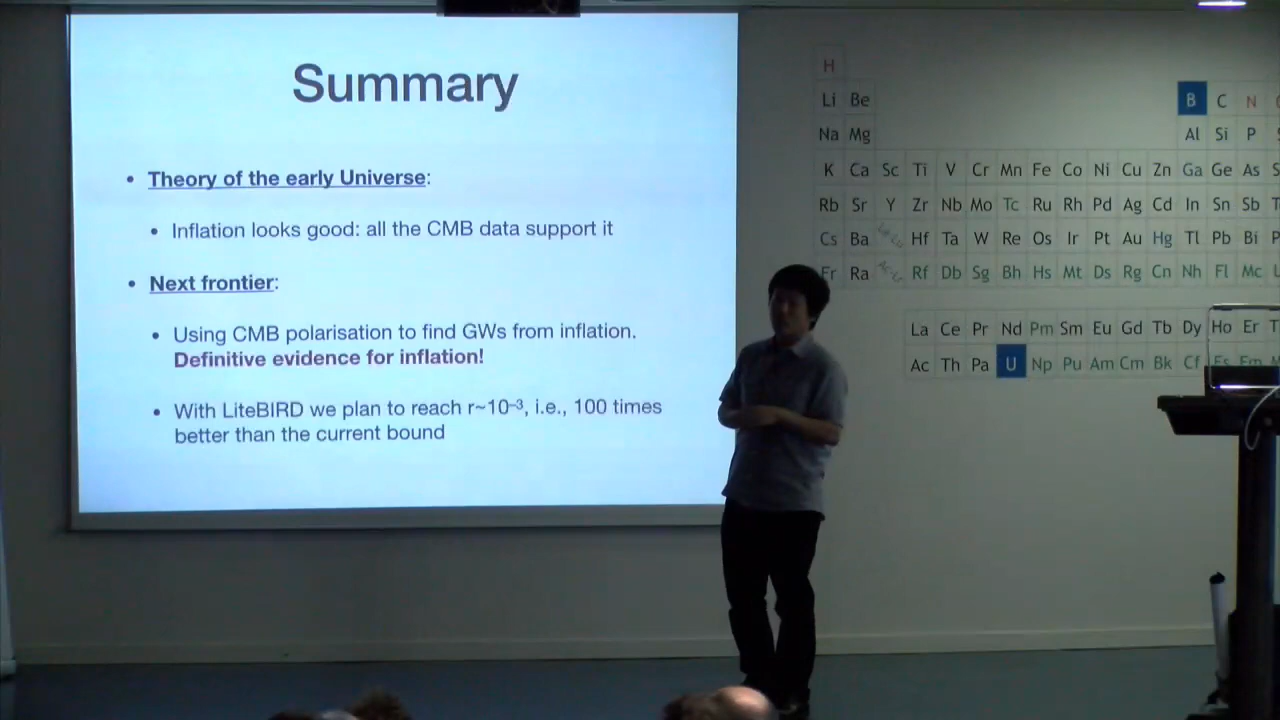 Summary
• Theory of the early Universe:
• Inflation looks good: all the CMB data support it
• Next frontier:
• Using CMB polarisation to find GWs from inflation.
Definitive evidence for inflation!
• With LiteBIRD we plan to reach r~10⁻³, i.e., 100 times
better than the current bound
H
Li Be B C N
Na Mg Al Si P
K Ca Sc Ti V Cr Mn Fe Co Ni Cu Zn Ga Ge As
Rb Sr Y Zr Nb Mo Tc Ru Rh Pd Ag Cd In Sn Sb
Cs Ba La-Lu Hf Ta W Re Os Ir Pt Au Hg Tl Pb Bi
Fr Ra Ac-Lr Rf Db Sg Bh Hs Mt Ds Rg Cn Nh Fl Mc
La Ce Pr Nd Pm Sm Eu Gd Tb Dy Ho Er
Ac Th Pa U Np Pu Am Cm Bk Cf Es Fm